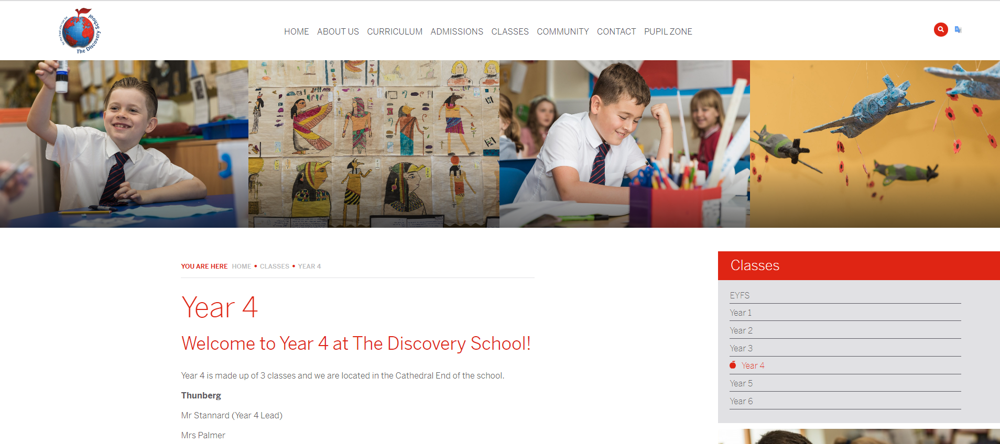 be the best you can be
The Discovery School
HOME ABOUT US CURRICULUM ADMISSIONS CLASSES COMMUNITY CONTACT PUPIL ZONE
YOU ARE HERE HOME • CLASSES • YEAR 4
Year 4
Welcome to Year 4 at The Discovery School!
Year 4 is made up of 3 classes and we are located in the Cathedral End of the school.
Thunberg
Mr Stannard (Year 4 Lead)
Mrs Palmer
Classes
EYFS
Year 1
Year 2
Year 3
Year 4
Year 5
Year 6